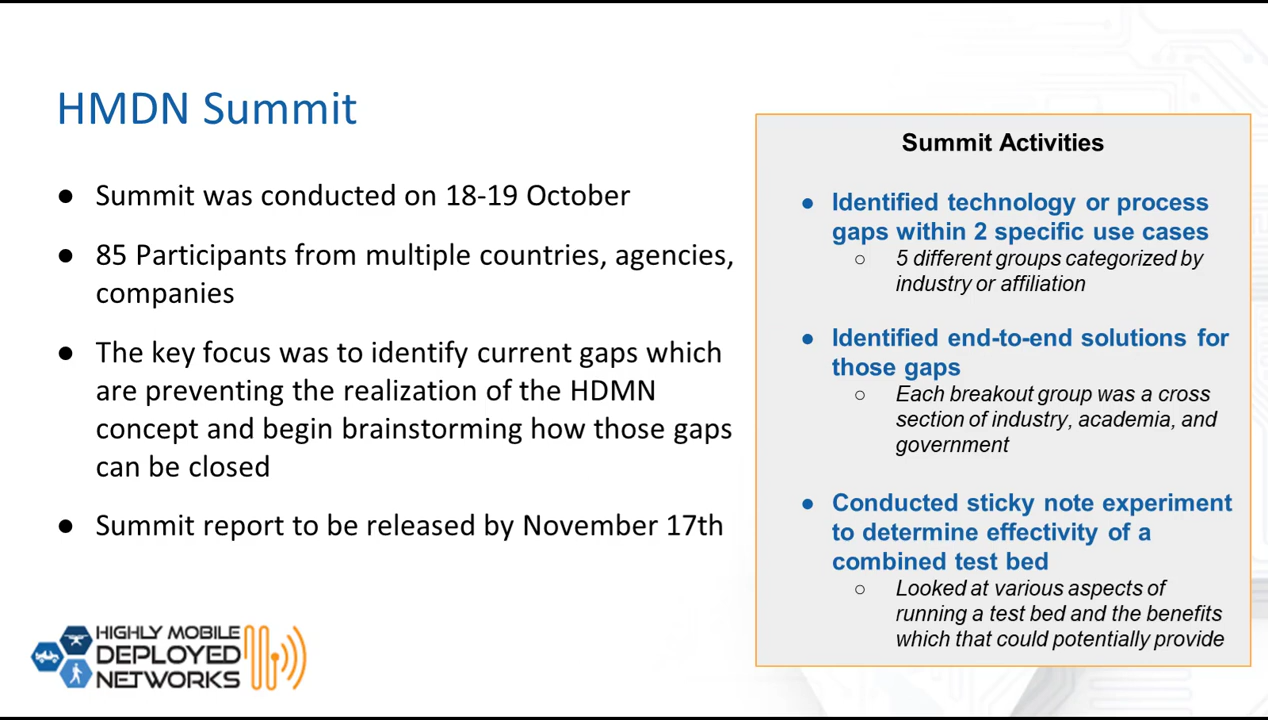 HMDN Summit
● Summit was conducted on 18-19 October
● 85 Participants from multiple countries, agencies,
companies
● The key focus was to identify current gaps which
are preventing the realization of the HDMN
concept and begin brainstorming how those gaps
can be closed
● Summit report to be released by November 17th
HIGHLY MOBILE
DEPLOYED
NETWORKS
Summit Activities
● Identified technology or process
gaps within 2 specific use cases
○ 5 different groups categorized by
industry or affiliation
● Identified end-to-end solutions for
those gaps
○ Each breakout group was a cross
section of industry, academia, and
government
● Conducted sticky note experiment
to determine effectivity of a
combined test bed
○ Looked at various aspects of
running a test bed and the benefits
which that could potentially provide